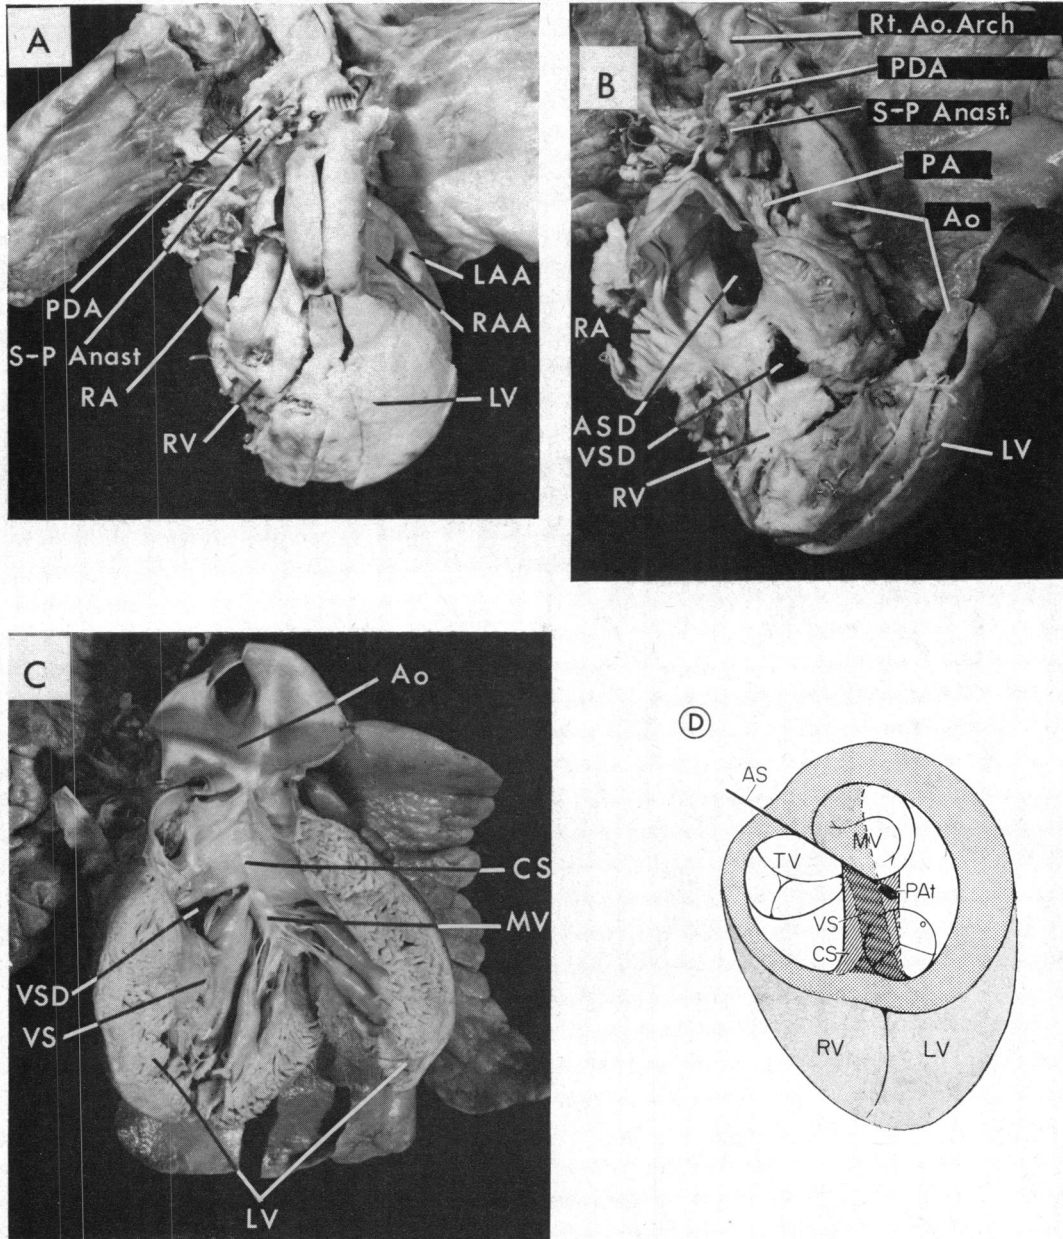 A
PDA
S-P Anast
RA
RV
LAA
RAA
LV
B
Rt. Ao. Arch
PDA
S-P Anast.
PA
Ao
RA
ASD
VSD
RV
LV
C
Ao
CS
MV
VSD
VS
LV
D
AS
TV
MV
PAt
VS
CS
RV
LV